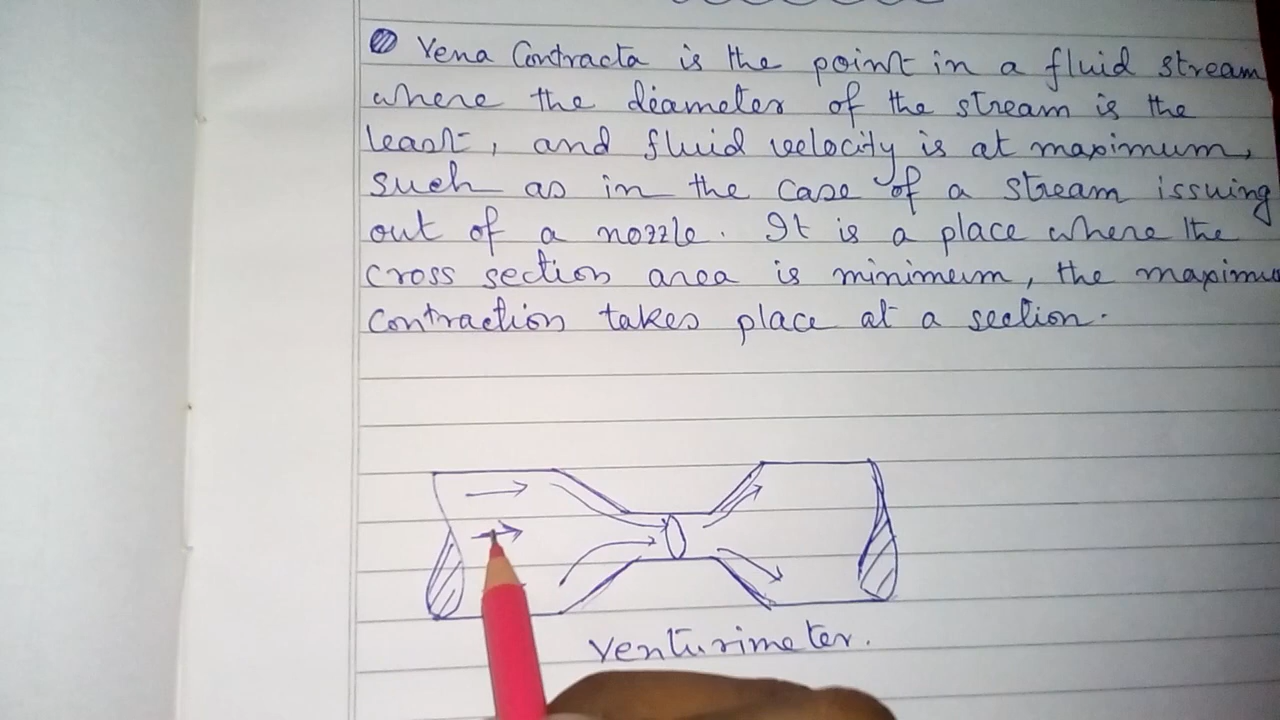 Vena Contracta is the point in a fluid stream
where the diameter of the stream is the
least, and fluid velocity is at maximum,
such as in the case of a stream issuing
out of a nozzle. It is a place where the
cross section area is minimum, the maximu
contraction takes place at a section.
Venturimeter.